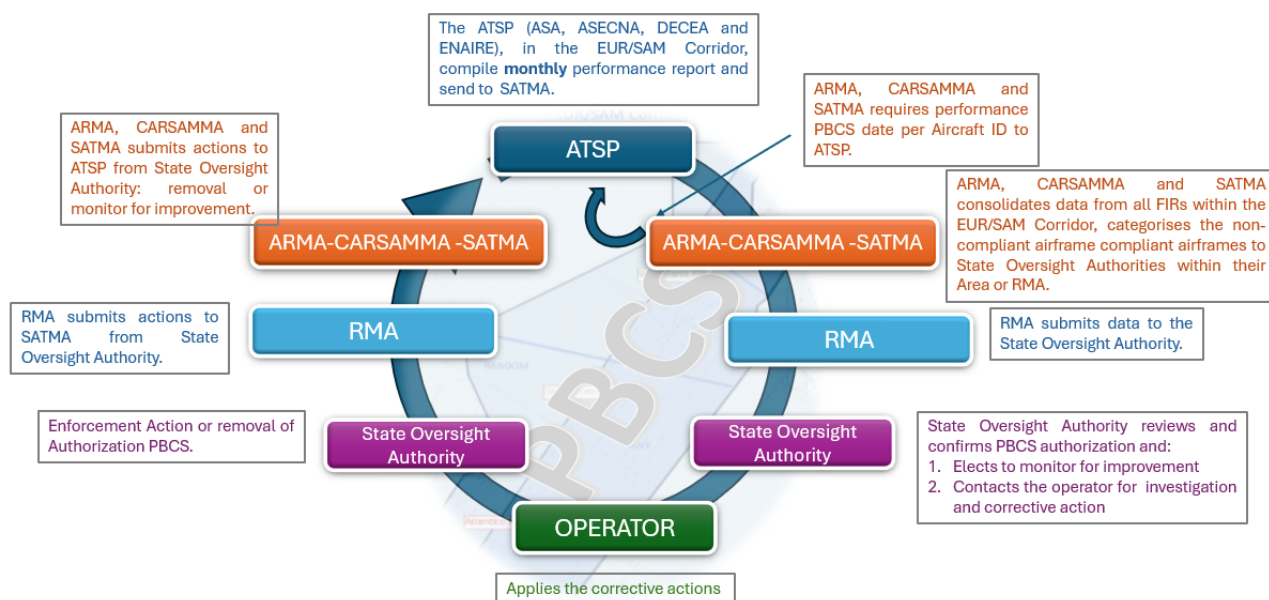 The ATSP (ASA, ASECNA, DECEA and
ENAIRE), in the EUR/SAM Corridor,
compile monthly performance report and
send to SATMA.
ARMA, CARSAMMA and
SATMA requires performance
PBCS date per Aircraft ID to
ATSP.
ARMA, CARSAMMA and
SATMA submits actions to
ATSP from State Oversight
Authority: removal or
monitor for improvement.
ATSP
ARMA, CARSAMMA and SATMA
consolidates data from all FIRs within the
EUR/SAM Corridor, categorises the non-
compliant airframe compliant airframes to
State Oversight Authorities within their
Area or RMA.
ARMA-CARSAMMA -SATMA
ARMA-CARSAMMA -SATMA
RMA submits actions to
SATMA from State
Oversight Authority.
RMA
RMA
RMA submits data to the
State Oversight Authority.
RANDOM
PBCS
Enforcement Action or removal of
Authorization PBCS.
State Oversight
Authority
State Oversight
Authority
State Oversight Authority reviews and
confirms PBCS authorization and:
1. Elects to monitor for improvement
2. Contacts the operator for investigation
and corrective action
Atlantico
OPERATOR
Applies the corrective actions